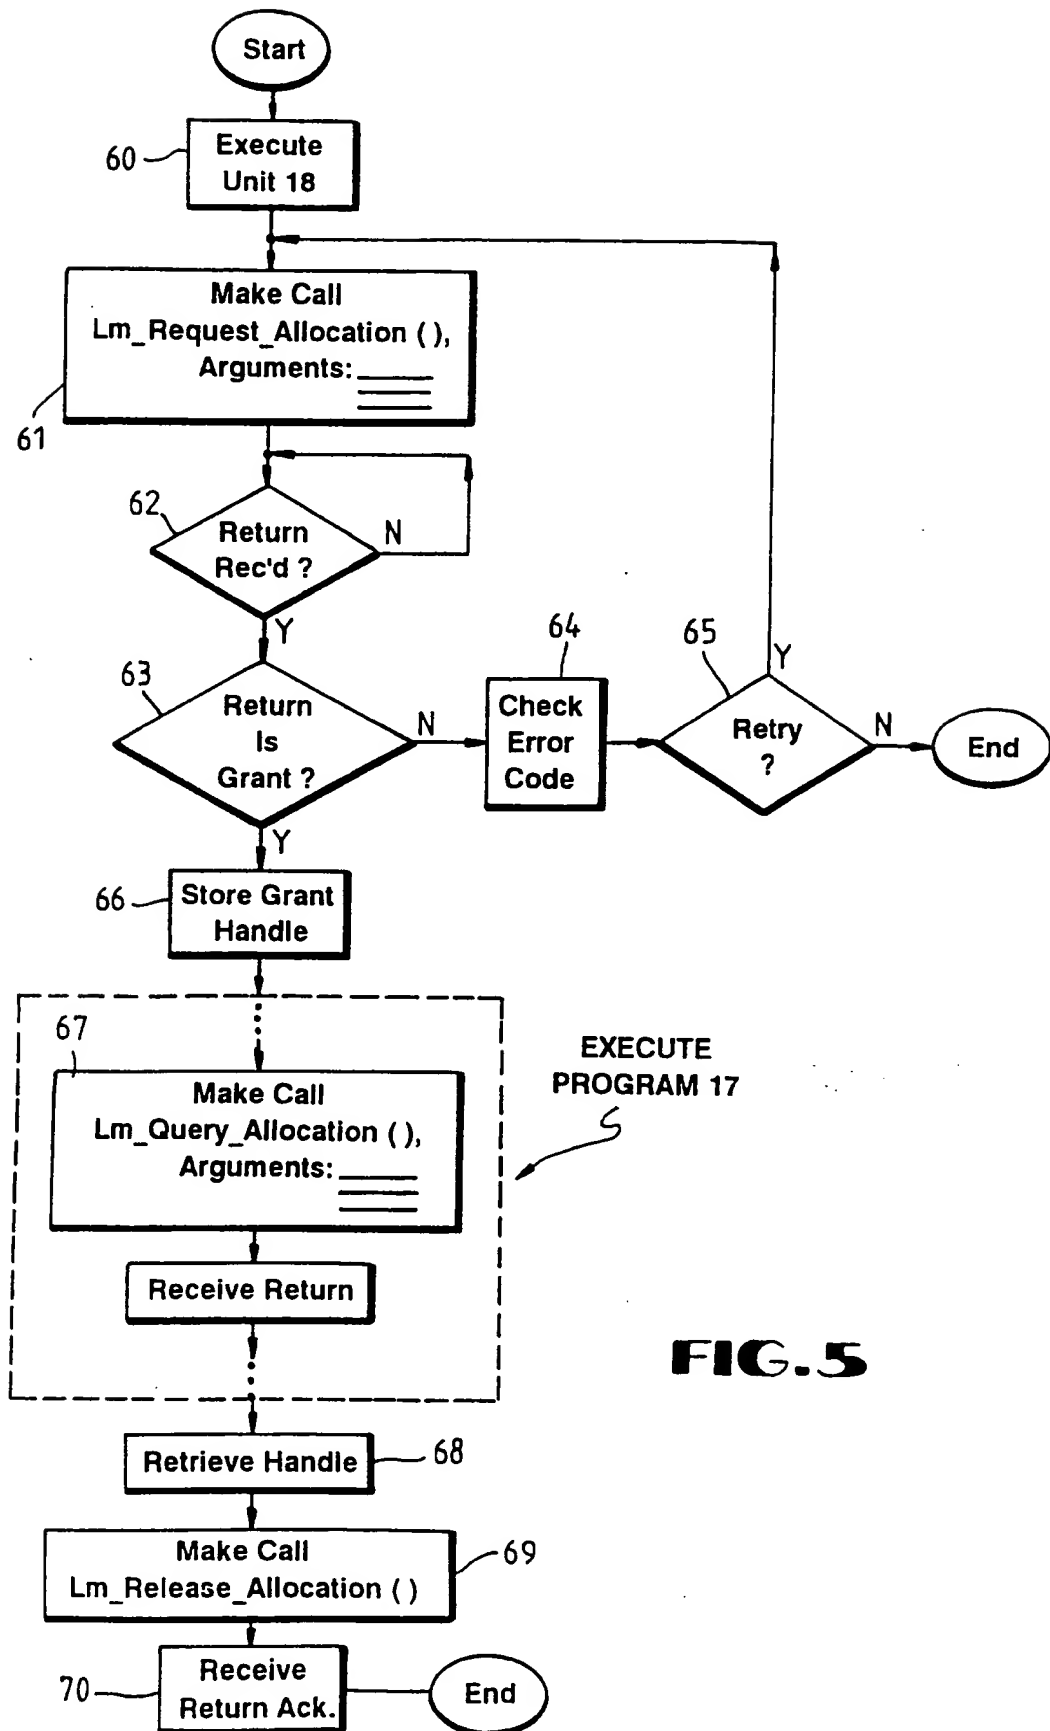 Start
60
Execute
Unit 18
Make Call
Lm_Request_Allocation ( ),
Arguments:
61
62
Return
Rec'd ?
N
Y
63
Return
Is
Grant ?
N
Y
64
Check
Error
Code
65
Retry
?
Y
N
End
66
Store Grant
Handle
67
Make Call
Lm_Query_Allocation ( ),
Arguments:
Receive Return
EXECUTE
PROGRAM 17
FIG.5
Retrieve Handle
68
Make Call
Lm_Release_Allocation ( )
69
70
Receive
Return Ack.
End